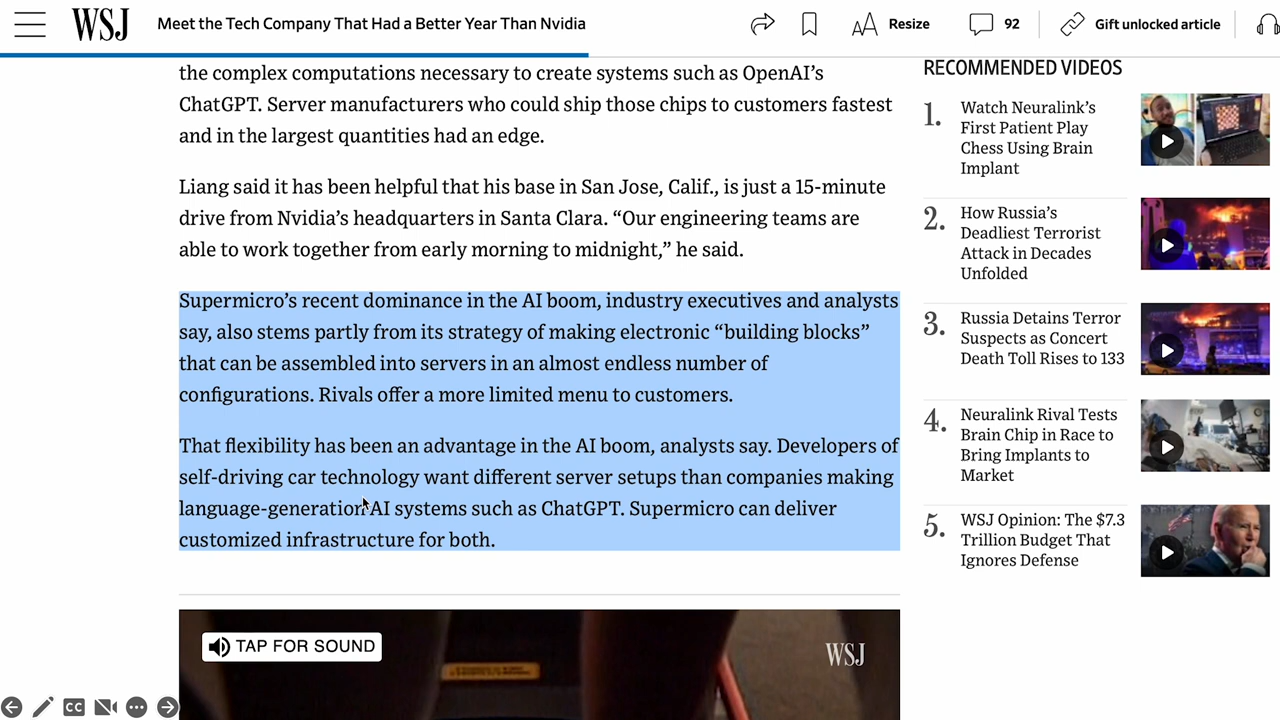 WSJ
Meet the Tech Company That Had a Better Year Than Nvidia
Resize
92
Gift unlocked article
the complex computations necessary to create systems such as OpenAI’s
ChatGPT. Server manufacturers who could ship those chips to customers fastest
and in the largest quantities had an edge.
Liang said it has been helpful that his base in San Jose, Calif., is just a 15-minute
drive from Nvidia’s headquarters in Santa Clara. “Our engineering teams are
able to work together from early morning to midnight,” he said.
Supermicro’s recent dominance in the AI boom, industry executives and analysts
say, also stems partly from its strategy of making electronic “building blocks”
that can be assembled into servers in an almost endless number of
configurations. Rivals offer a more limited menu to customers.
That flexibility has been an advantage in the AI boom, analysts say. Developers of
self-driving car technology want different server setups than companies making
language-generation AI systems such as ChatGPT. Supermicro can deliver
customized infrastructure for both.
TAP FOR SOUND
WSJ
CC
RECOMMENDED VIDEOS
1.
Watch Neuralink’s
First Patient Play
Chess Using Brain
Implant
2.
How Russia’s
Deadliest Terrorist
Attack in Decades
Unfolded
3.
Russia Detains Terror
Suspects as Concert
Death Toll Rises to 133
4.
Neuralink Rival Tests
Brain Chip in Race to
Bring Implants to
Market
5.
WSJ Opinion: The $7.3
Trillion Budget That
Ignores Defense